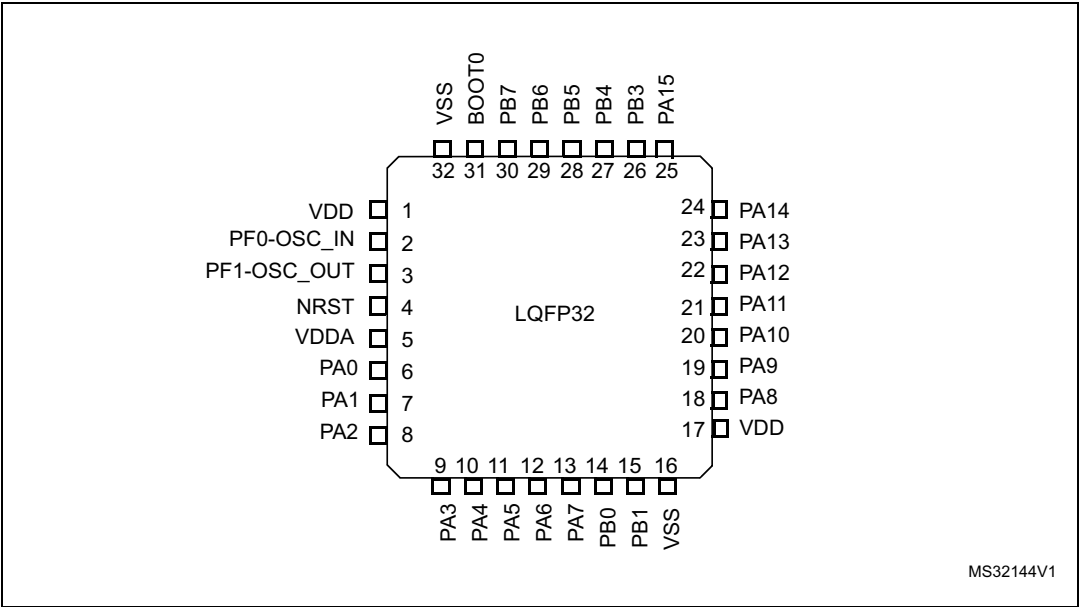 VSS
BOOT0
PB7
PB6
PB5
PB4
PB3
PA15
32 31 30 29 28 27 26 25
VDD 1
PF0-OSC_IN 2
PF1-OSC_OUT 3
NRST 4
VDDA 5
PA0 6
PA1 7
PA2 8
LQFP32
24 PA14
23 PA13
22 PA12
21 PA11
20 PA10
19 PA9
18 PA8
17 VDD
9 10 11 12 13 14 15 16
PA3
PA4
PA5
PA6
PA7
PB0
PB1
VSS
MS32144V1